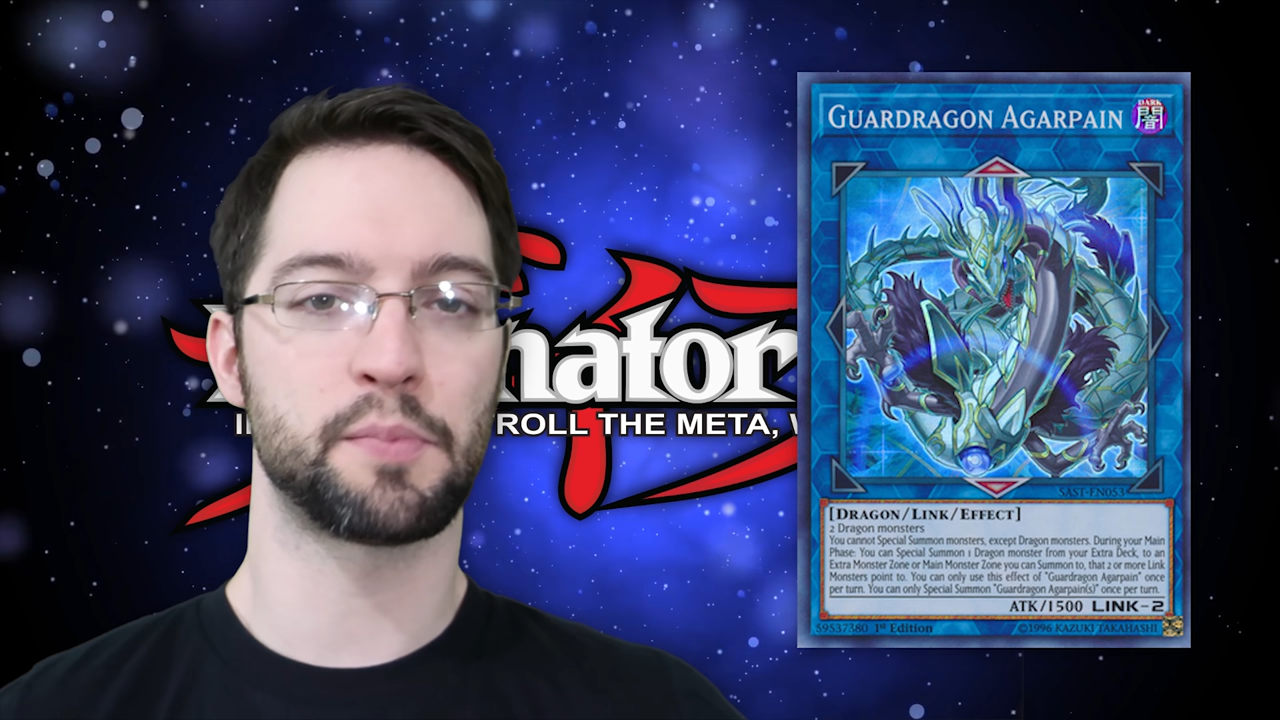 GUARDRAGON AGARPAIN
DARK
闇
nator
TROLL THE META,
SAST-EN053
[DRAGON/LINK/EFFECT]
2 Dragon monsters
You cannot Special Summon monsters, except Dragon monsters. During your Main
Phase: You can Special Summon 1 Dragon monster from your Extra Deck, to an
Extra Monster Zone or Main Monster Zone you can Summon to, that 2 or more Link
Monsters point to. You can only use this effect of "Guardragon Agarpain" once
per turn. You can only Special Summon "Guardragon Agarpain(s)" once per turn.
ATK/1500 LINK-2
59537380 1st Edition ©1996 KAZUKI TAKAHASHI